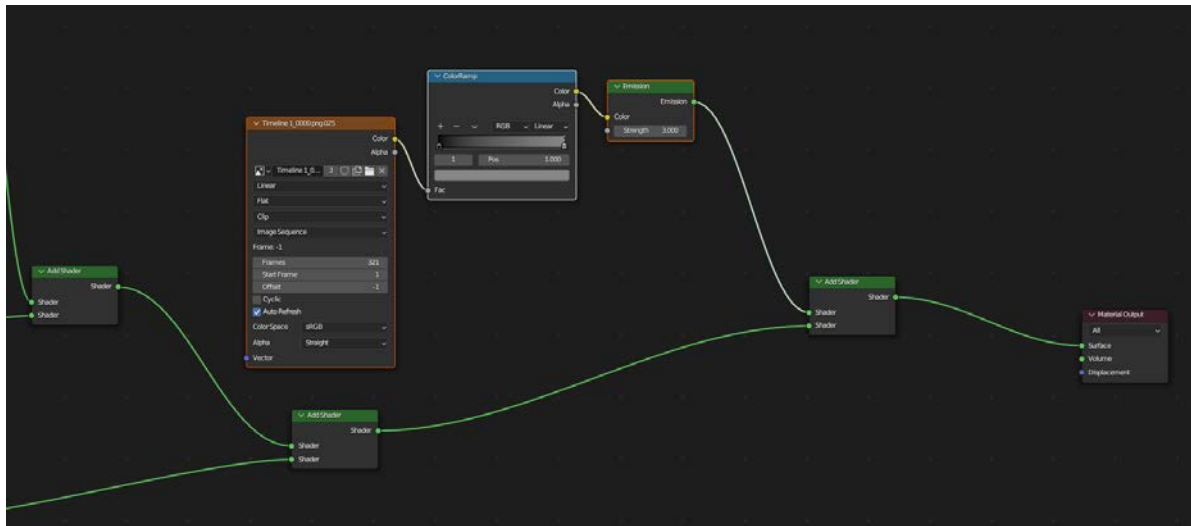 ColorRamp
Color
Alpha
RGB
Linear
1
Pos
1.000
Fac
Emission
Emission
Color
Strength 3.000
Timeline 1_0000.png.025
Color
Alpha
Timeline 1_0...
Linear
Flat
Clip
Image Sequence
Frame: -1
Frames 321
Start Frame 1
Offset -1
Cyclic
Auto Refresh
Color Space sRGB
Alpha Straight
Vector
Add Shader
Shader
Shader
Shader
Add Shader
Shader
Shader
Shader
Add Shader
Shader
Shader
Shader
Material Output
All
Surface
Volume
Displacement